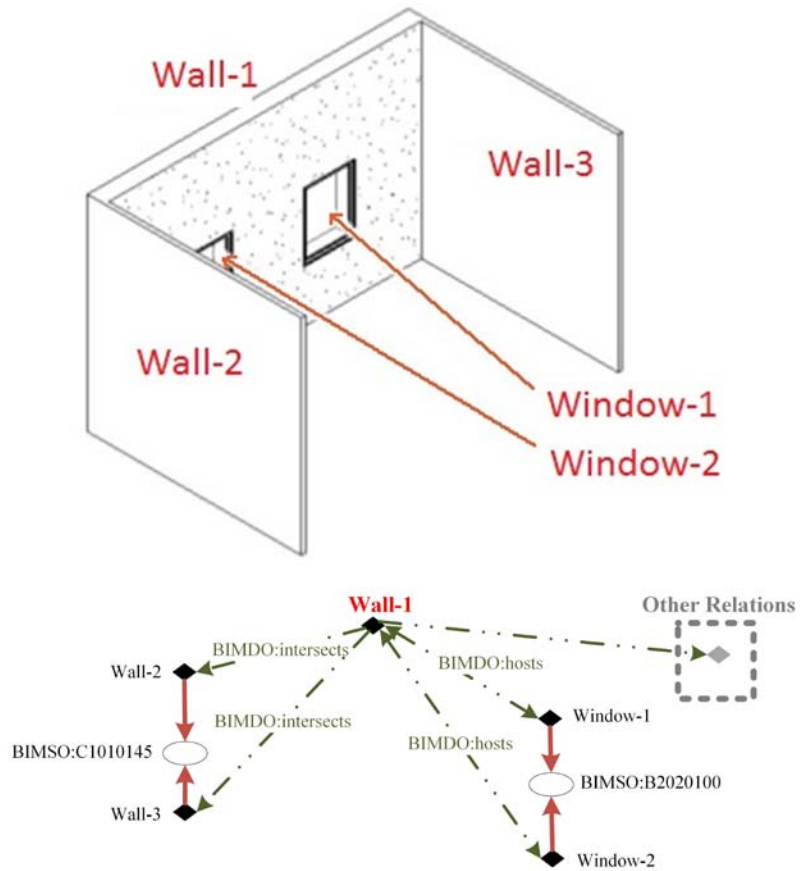 Wall-1
Wall-3
Wall-2
Window-1
Window-2
Wall-1
Other Relations
BIMDO:intersects
Wall-2
BIMDO:hosts
BIMDO:intersects
Window-1
BIMDO:hosts
BIMSO:C1010145
BIMSO:B2020100
Wall-3
Window-2